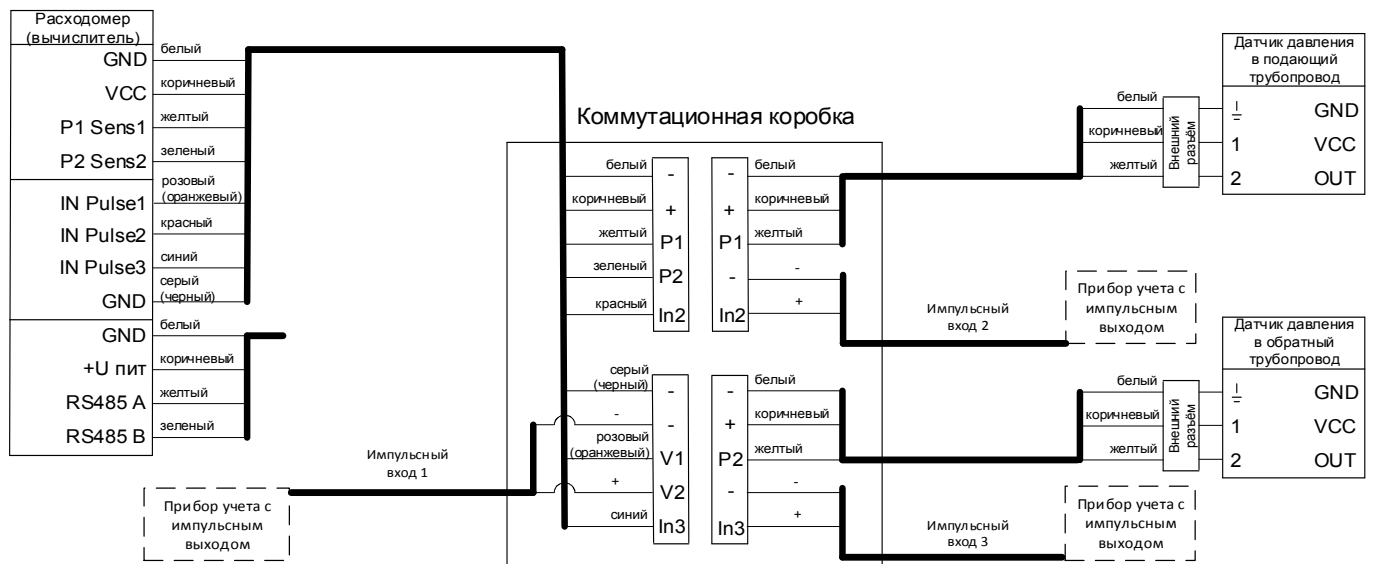 Расходомер
(вычислитель)
GND
VCC
P1 Sens1
P2 Sens2
IN Pulse1
IN Pulse2
IN Pulse3
GND
GND
+U пит
RS485 A
RS485 B
белый
коричневый
желтый
зеленый
розовый
(оранжевый)
красный
синий
серый
(черный)
белый
коричневый
желтый
зеленый
Коммутационная коробка
белый
коричневый
желтый
зеленый
красный
-
+
P1
P2
In2
-
+
P1
-
In2
белый
коричневый
желтый
-
+
серый
(черный)
-
розовый
(оранжевый)
+
синий
-
-
V1
V2
In3
-
+
P2
-
In3
белый
коричневый
желтый
-
+
Импульсный
вход 1
Прибор учета с
импульсным
выходом
Импульсный
вход 2
Прибор учета с
импульсным
выходом
Импульсный
вход 3
Прибор учета с
импульсным
выходом
белый
коричневый
желтый
Внешний
разъём
Датчик давления
в подающий
трубопровод
GND
1 VCC
2 OUT
белый
коричневый
желтый
Внешний
разъём
Датчик давления
в обратный
трубопровод
GND
1 VCC
2 OUT